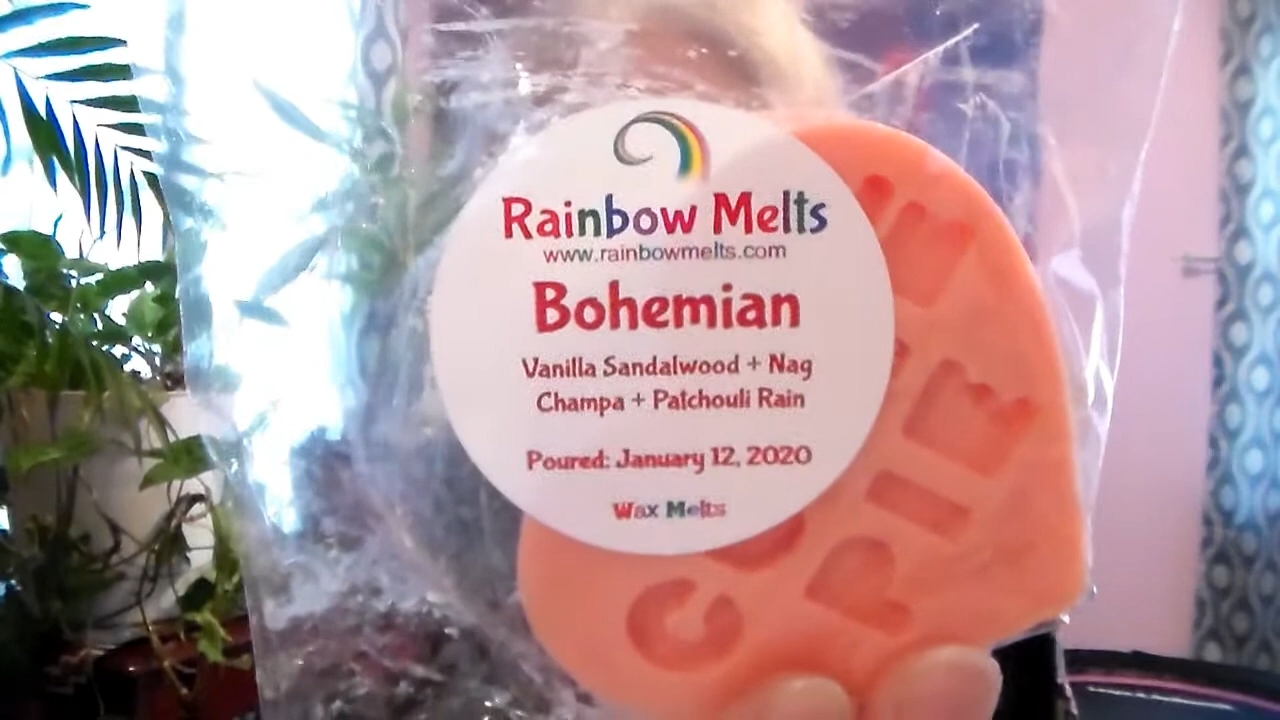 Rainbow Melts
www.rainbowmelts.com
Bohemian
Vanilla Sandalwood + Nag
Champa + Patchouli Rain
Poured: January 12, 2020
Wax Melts